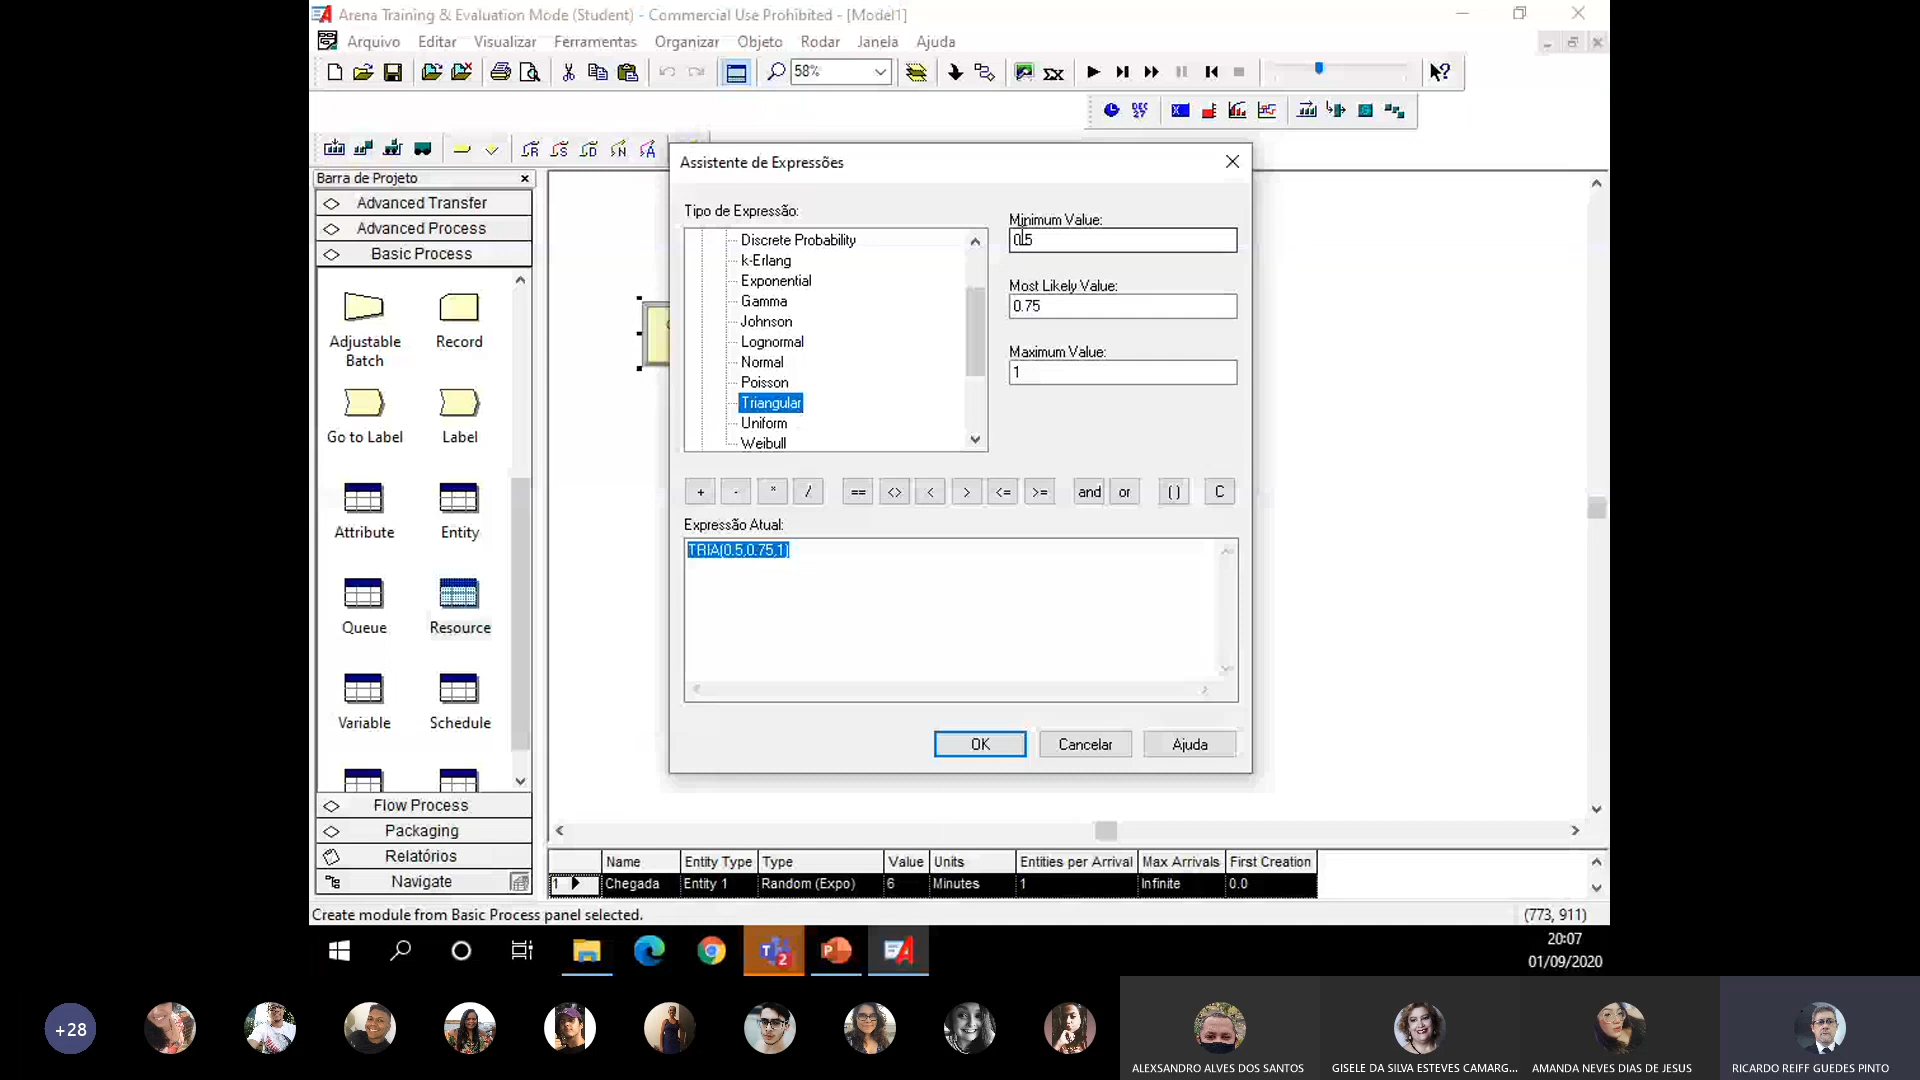 Arena Training & Evaluation Mode (Student) - Commercial Use Prohibited - [Model1]
Arquivo Editar Visualizar Ferramentas Organizar Objeto Rodar Janela Ajuda
58%
Barra de Projeto
Advanced Transfer
Advanced Process
Basic Process
Adjustable Batch
Record
Go to Label
Label
Attribute
Entity
Queue
Resource
Variable
Schedule
Flow Process
Packaging
Relatórios
Navigate
Assistente de Expressões
Tipo de Expressão:
Discrete Probability
k-Erlang
Exponential
Gamma
Johnson
Lognormal
Normal
Poisson
Triangular
Uniform
Weibull
Minimum Value:
0.5
Most Likely Value:
0.75
Maximum Value:
1
+ - * / == <> < > <= >= and or ( ) C
Expressão Atual:
TRIA(0.5,0.75,1)
OK Cancelar Ajuda
Name Entity Type Type Value Units Entities per Arrival Max Arrivals First Creation
1 Chegada Entity 1 Random (Expo) 6 Minutes 1 Infinite 0.0
Create module from Basic Process panel selected.
(773, 911)
20:07
01/09/2020
+28
ALEXSANDRO ALVES DOS SANTOS
GISELE DA SILVA ESTEVES CAMARG...
AMANDA NEVES DIAS DE JESUS
RICARDO REIFF GUEDES PINTO